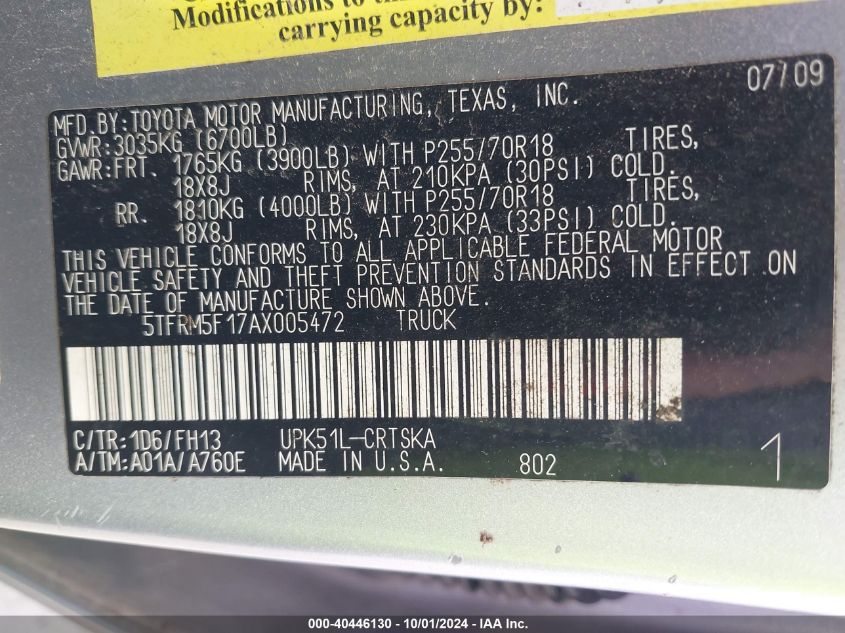 Modifications to
carrying capacity by:
07/09
MFD.BY:TOYOTA MOTOR MANUFACTURING, TEXAS, INC.
GVWR:3035KG (6700LB)
GAWR:FRT. 1765KG (3900LB) WITH P255/70R18 TIRES,
18X8J RIMS, AT 210KPA (30PSI) COLD.
RR. 1810KG (4000LB) WITH P255/70R18 TIRES,
18X8J RIMS, AT 230KPA (33PSI) COLD.
THIS VEHICLE CONFORMS TO ALL APPLICABLE FEDERAL MOTOR
VEHICLE SAFETY AND THEFT PREVENTION STANDARDS IN EFFECT ON
THE DATE OF MANUFACTURE SHOWN ABOVE.
5TFRM5F17AX005472 TRUCK
C/TR:1D6/FH13 UPK51L-CRTSKA
A/TM:A01A/A760E MADE IN U.S.A. 802 1
000-40446130 - 10/01/2024 - IAA Inc.